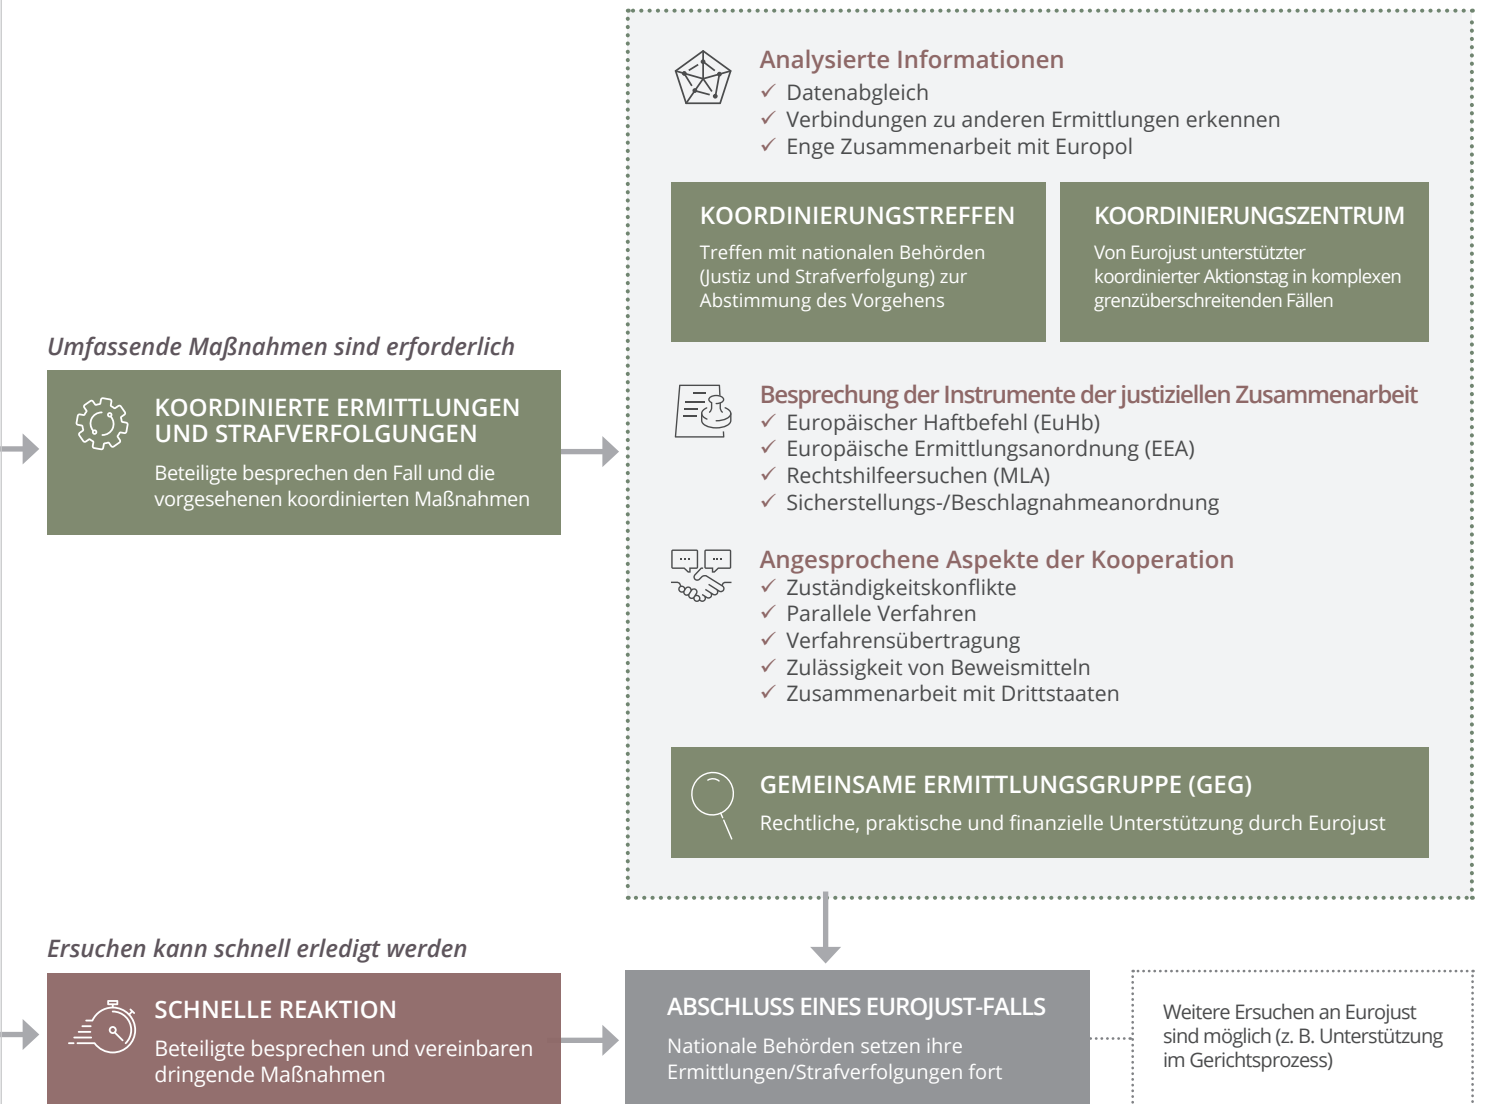 Analysierte Informationen
✓ Datenabgleich
✓ Verbindungen zu anderen Ermittlungen erkennen
✓ Enge Zusammenarbeit mit Europol
KOORDINIERUNGSTREFFEN
Treffen mit nationalen Behörden
(Justiz und Strafverfolgung) zur
Abstimmung des Vorgehens
KOORDINIERUNGSZENTRUM
Von Eurojust unterstützter
koordinierter Aktionstag in komplexen
grenzüberschreitenden Fällen
Umfassende Maßnahmen sind erforderlich
KOORDINIERTE ERMITTLUNGEN
UND STRAFVERFOLGUNGEN
Beteiligte besprechen den Fall und die
vorgesehenen koordinierten Maßnahmen
Besprechung der Instrumente der justiziellen Zusammenarbeit
✓ Europäischer Haftbefehl (EuHb)
✓ Europäische Ermittlungsanordnung (EEA)
✓ Rechtshilfeersuchen (MLA)
✓ Sicherstellungs-/Beschlagnahmeanordnung
Angesprochene Aspekte der Kooperation
✓ Zuständigkeitskonflikte
✓ Parallele Verfahren
✓ Verfahrensübertragung
✓ Zulässigkeit von Beweismitteln
✓ Zusammenarbeit mit Drittstaaten
GEMEINSAME ERMITTLUNGSGRUPPE (GEG)
Rechtliche, praktische und finanzielle Unterstützung durch Eurojust
Ersuchen kann schnell erledigt werden
SCHNELLE REAKTION
Beteiligte besprechen und vereinbaren
dringende Maßnahmen
ABSCHLUSS EINES EUROJUST-FALLS
Nationale Behörden setzen ihre
Ermittlungen/Strafverfolgungen fort
Weitere Ersuchen an Eurojust
sind möglich (z. B. Unterstützung
im Gerichtsprozess)